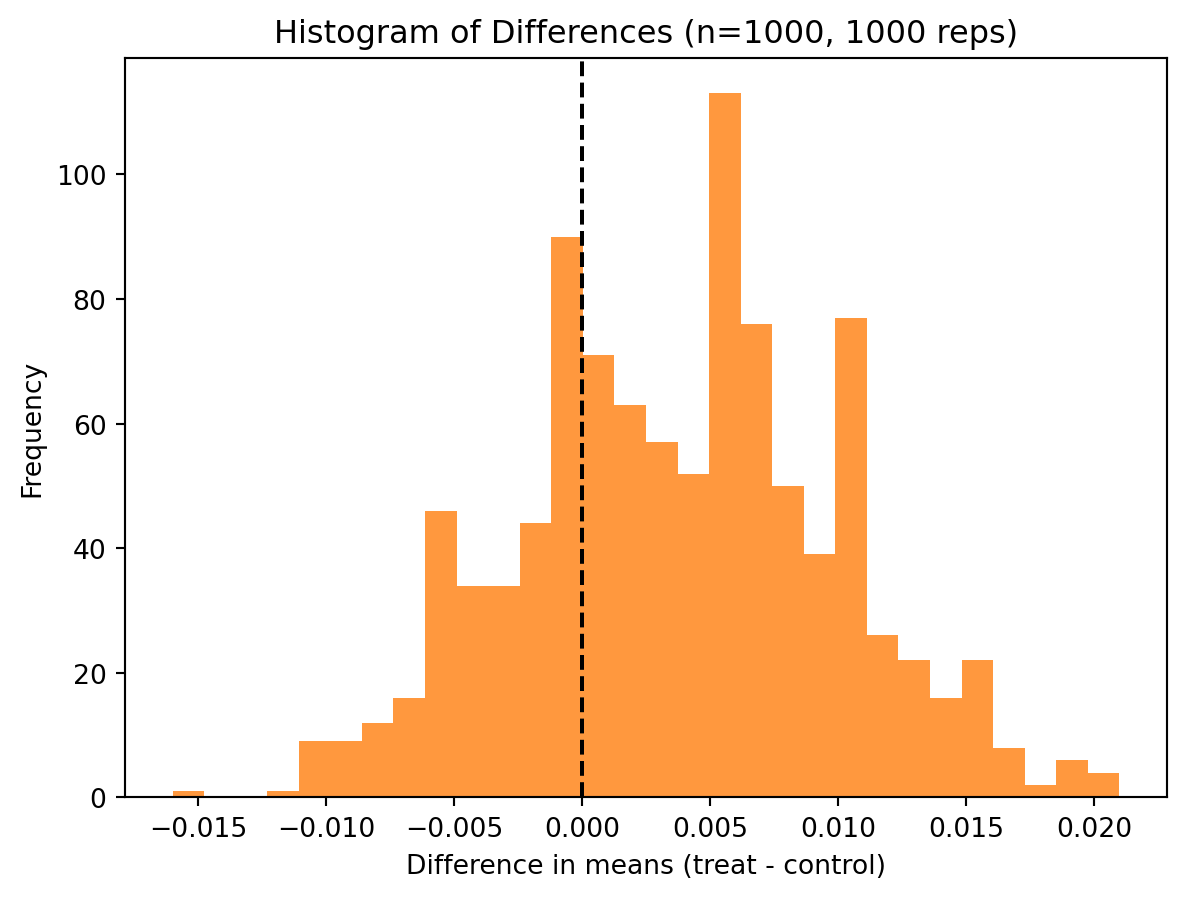 Histogram of Differences (n=1000, 1000 reps)
Frequency
100
80
60
40
20
0
−0.015 −0.010 −0.005 0.000 0.005 0.010 0.015 0.020
Difference in means (treat - control)